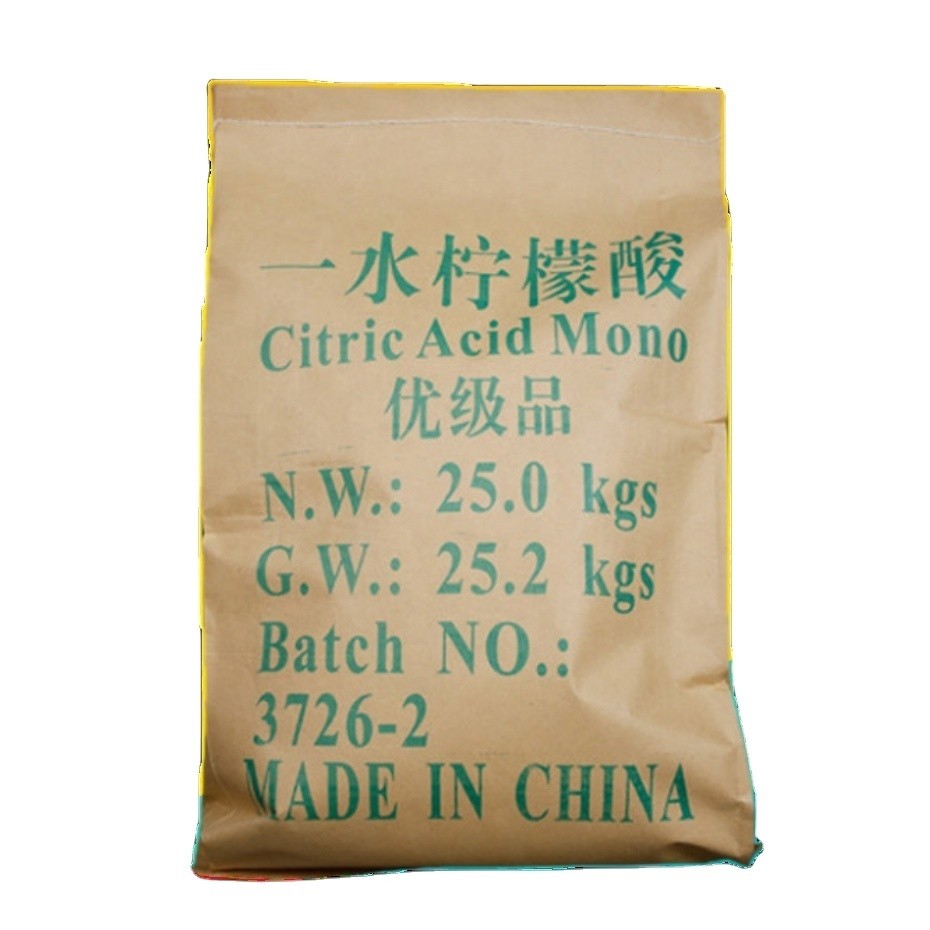 一水柠檬酸
Citric Acid Mono
优级品
N.W.: 25.0 kgs
G.W.: 25.2 kgs
Batch NO.:
3726-2
MADE IN CHINA